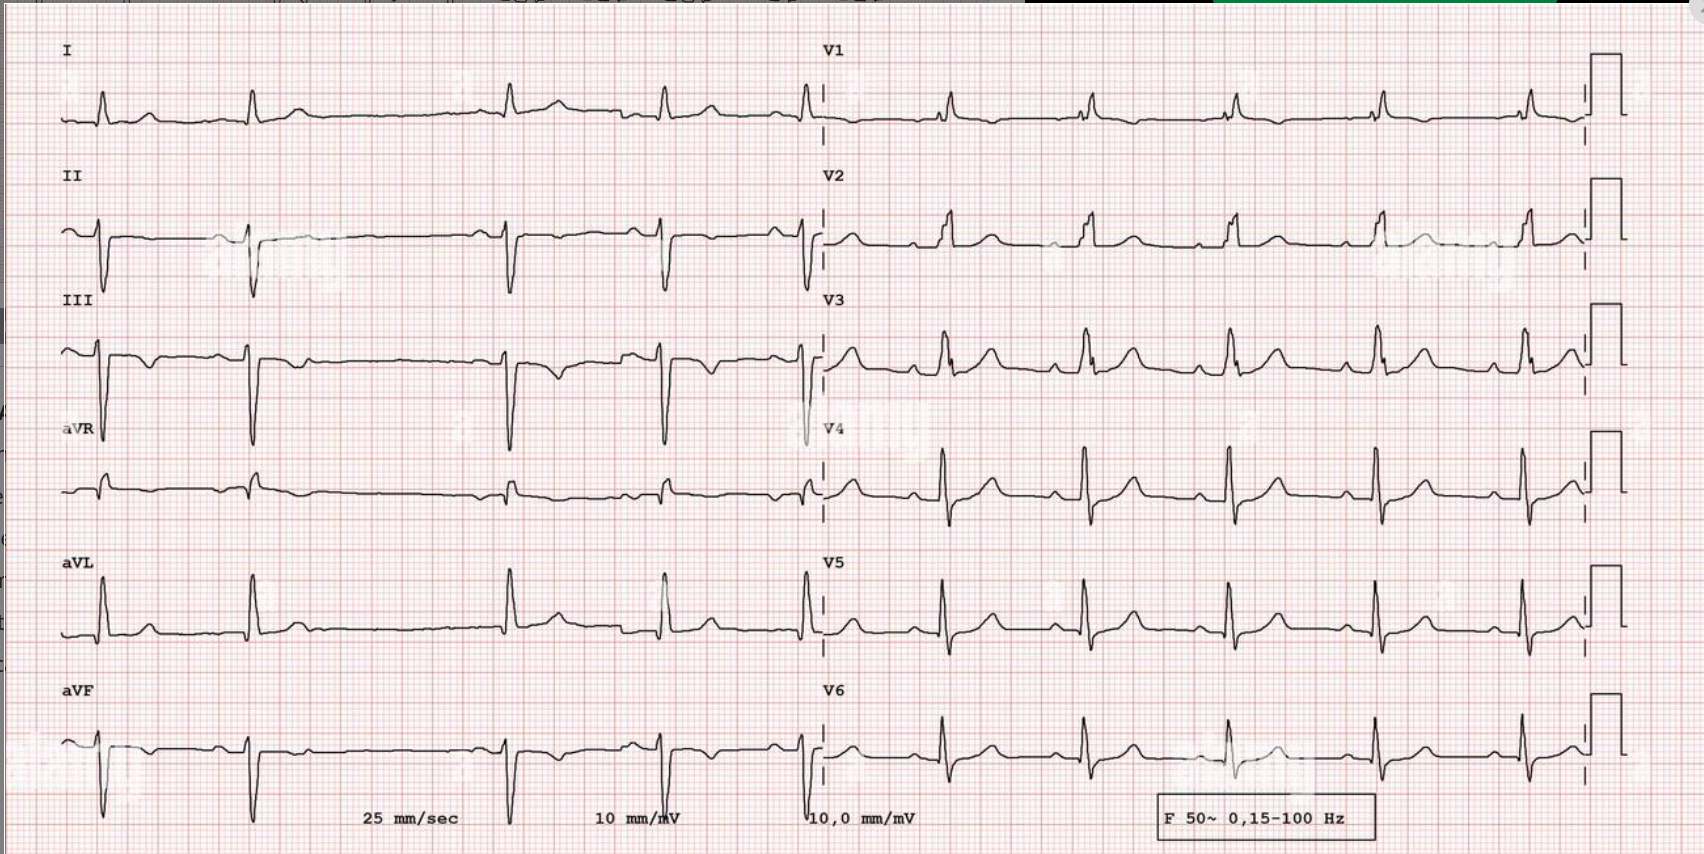 I
V1
II
V2
III
V3
aVR
V4
aVL
V5
aVF
V6
25 mm/sec
10 mm/mV
10,0 mm/mV
F 50~ 0,15-100 Hz